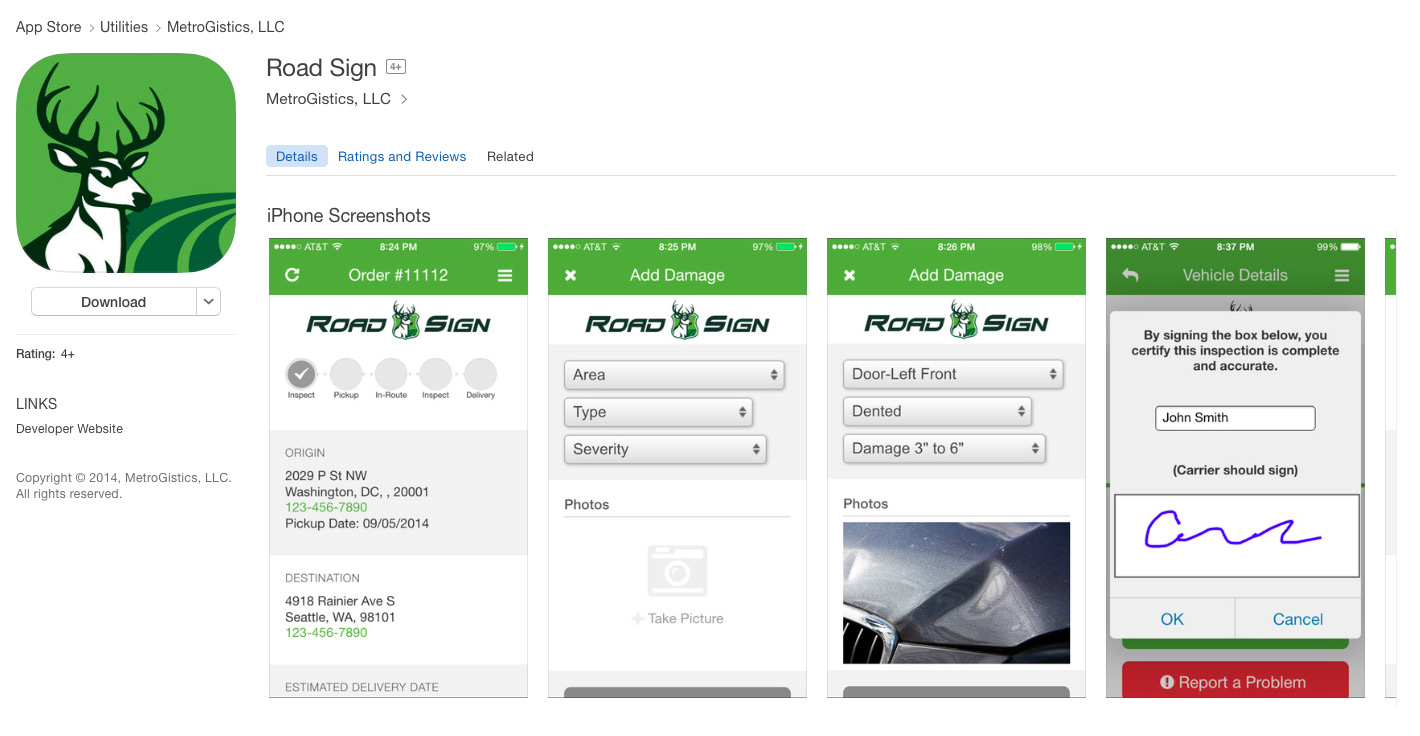 App Store > Utilities > MetroGistics, LLC
Road Sign 4+
MetroGistics, LLC >
Details Ratings and Reviews Related
Download
Rating: 4+
LINKS
Developer Website
Copyright © 2014, MetroGistics, LLC.
All rights reserved.
iPhone Screenshots
AT&T 8:24 PM 97%
Order #11112
ROAD SIGN
Inspect Pickup In-Route Inspect Delivery
ORIGIN
2029 P St NW
Washington, DC, , 20001
123-456-7890
Pickup Date: 09/05/2014
DESTINATION
4918 Rainier Ave S
Seattle, WA, 98101
123-456-7890
ESTIMATED DELIVERY DATE
AT&T 8:25 PM 97%
Add Damage
ROAD SIGN
Area
Type
Severity
Photos
+ Take Picture
AT&T 8:26 PM 98%
Add Damage
ROAD SIGN
Door-Left Front
Dented
Damage 3" to 6"
Photos
AT&T 8:37 PM 99%
Vehicle Details
By signing the box below, you
certify this inspection is complete
and accurate.
John Smith
(Carrier should sign)
OK Cancel
Report a Problem